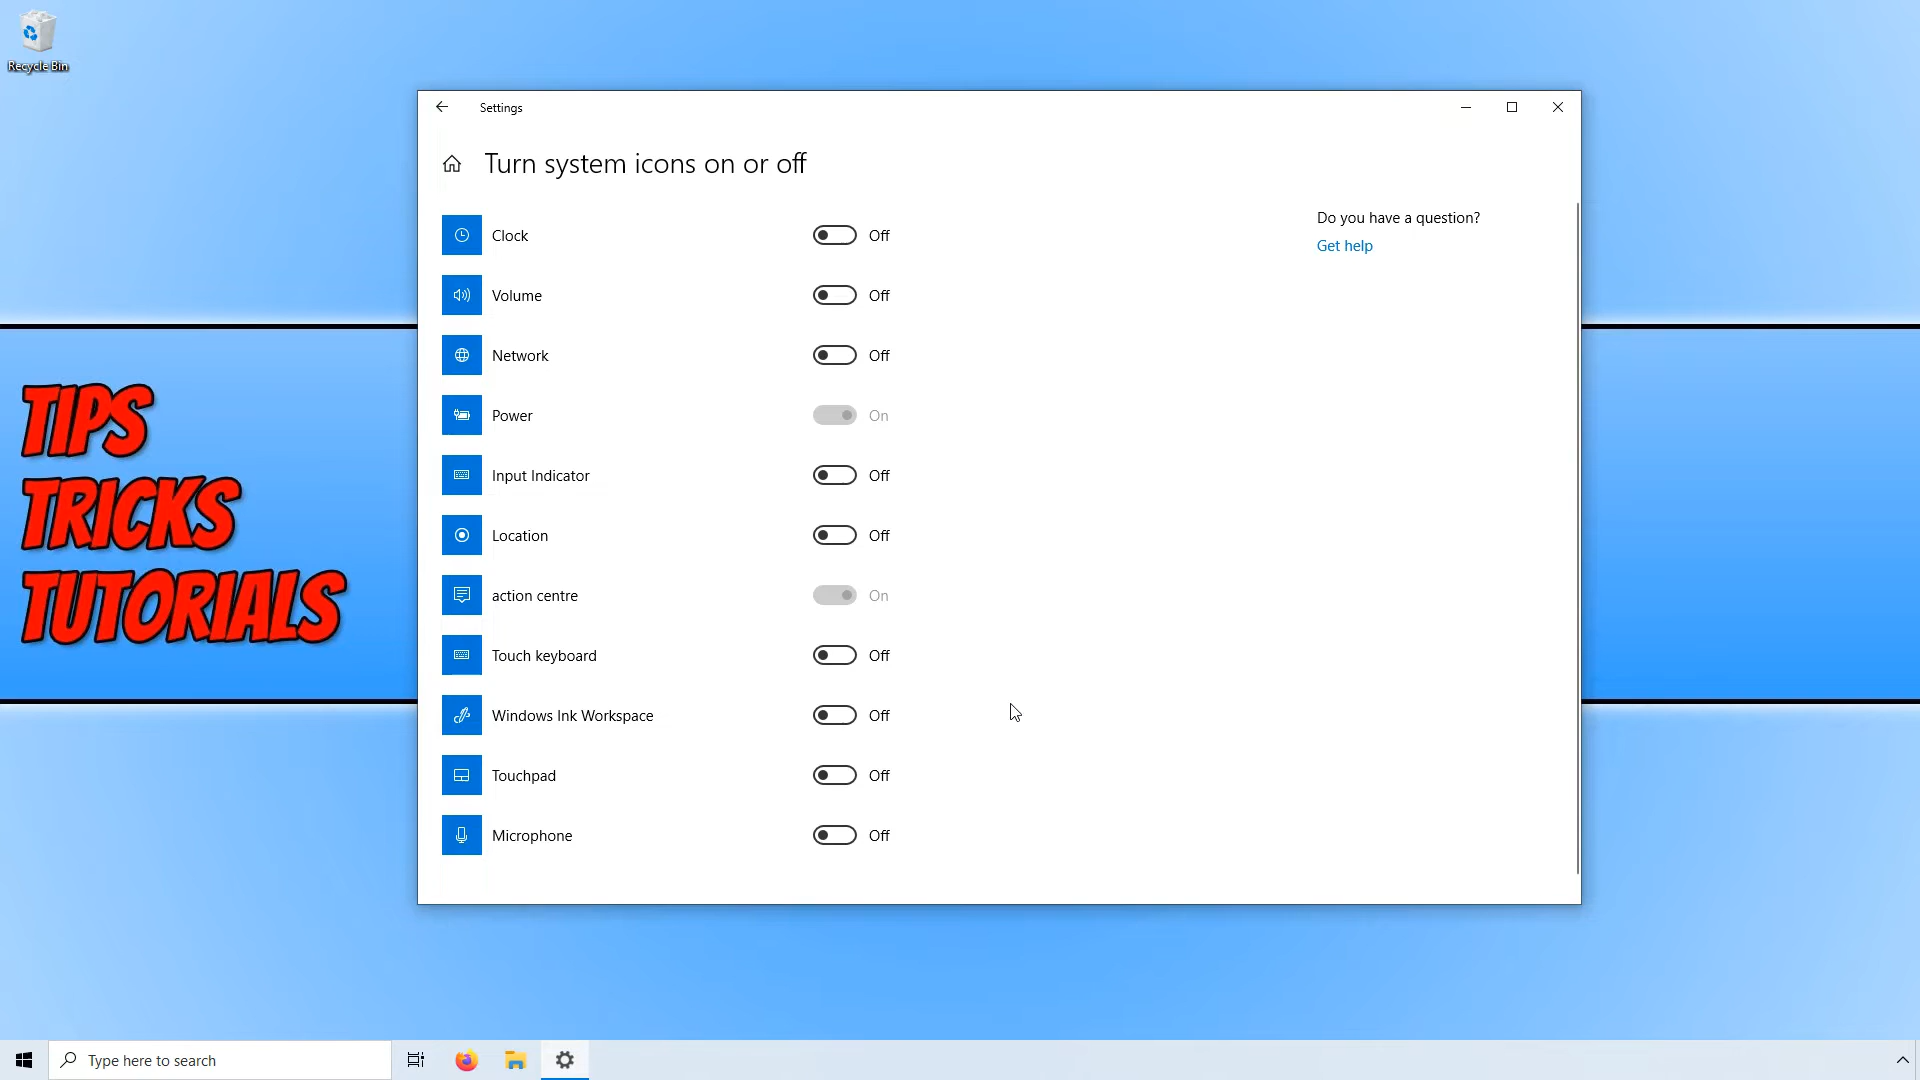 Recycle Bin
Settings
Turn system icons on or off
Clock Off
Volume Off
Network Off
Power On
Input Indicator Off
Location Off
action centre On
Touch keyboard Off
Windows Ink Workspace Off
Touchpad Off
Microphone Off
Do you have a question?
Get help
TIPS
TRICKS
TUTORIALS
Type here to search